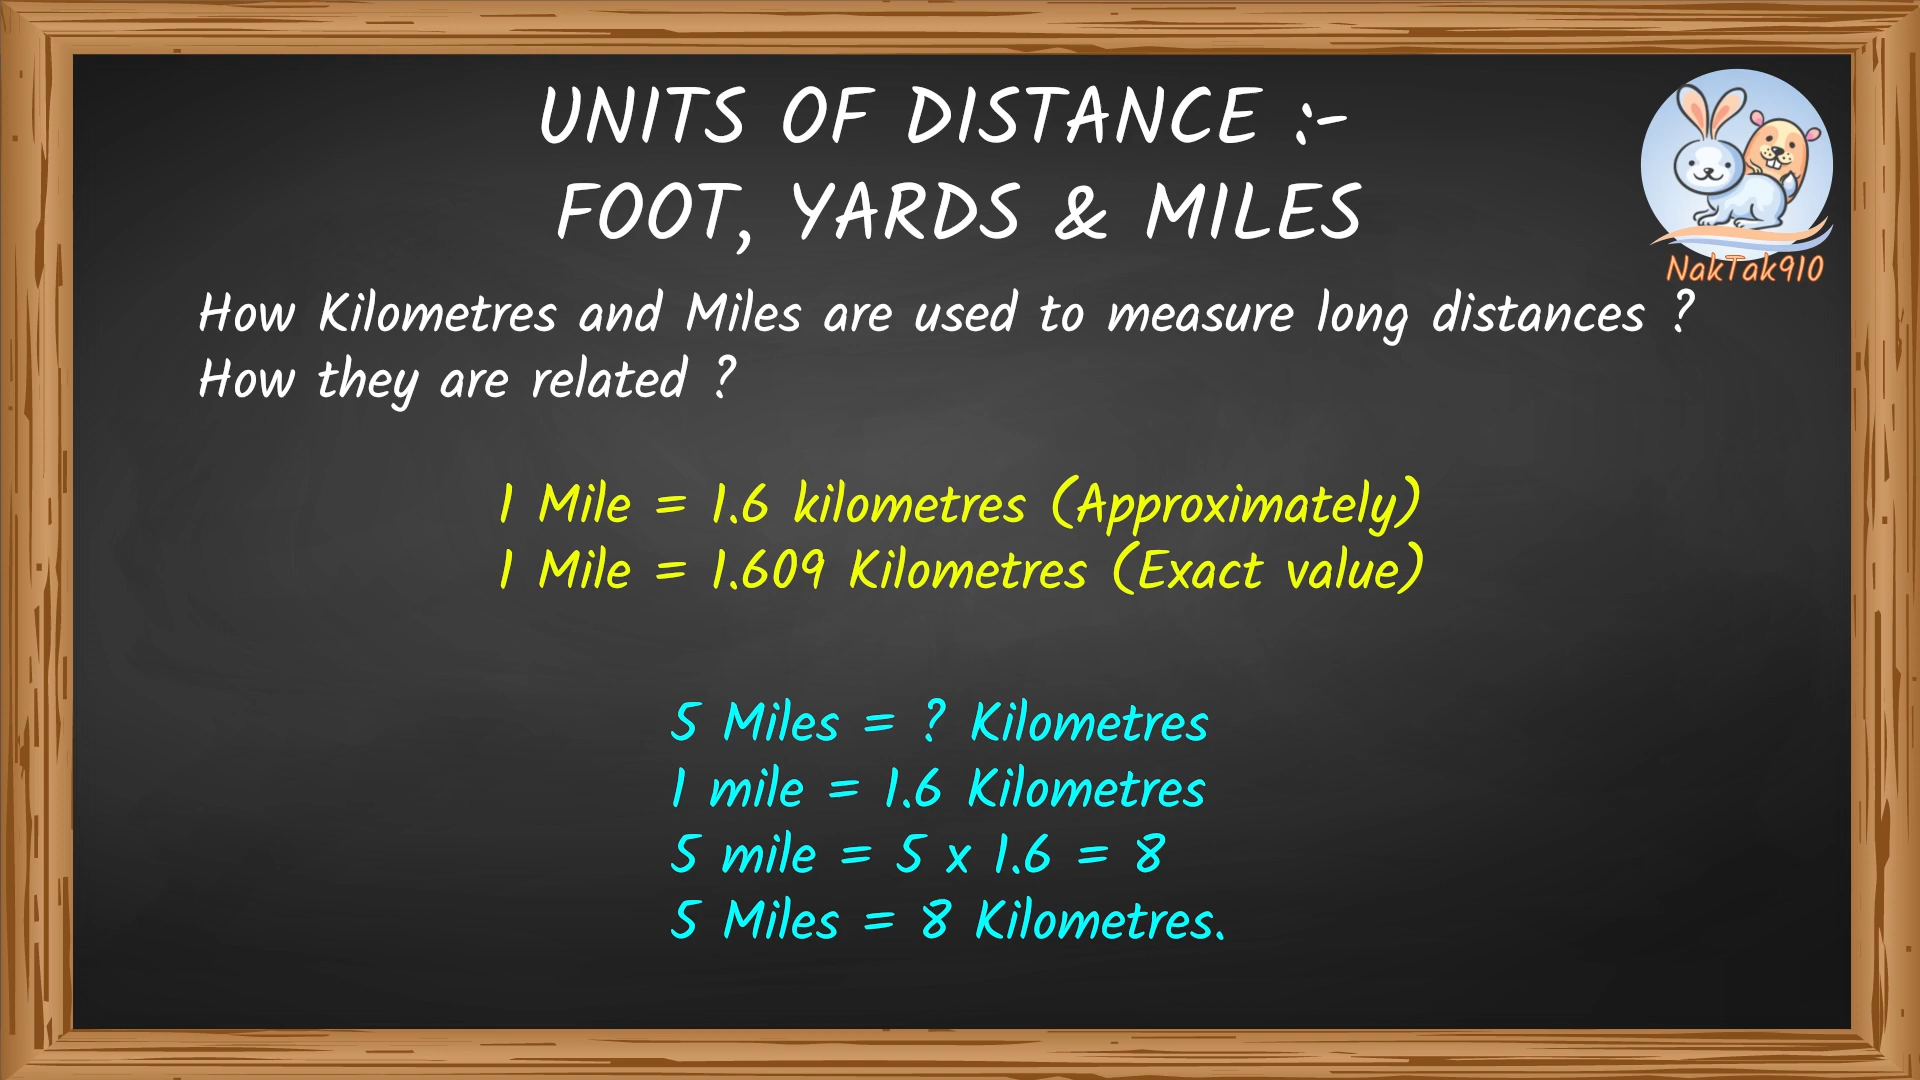 UNITS OF DISTANCE :-
FOOT, YARDS & MILES
NakTak910
How Kilometres and Miles are used to measure long distances ?
How they are related ?
1 Mile = 1.6 kilometres (Approximately)
1 Mile = 1.609 Kilometres (Exact value)
5 Miles = ? Kilometres
1 mile = 1.6 Kilometres
5 mile = 5 x 1.6 = 8
5 Miles = 8 Kilometres.